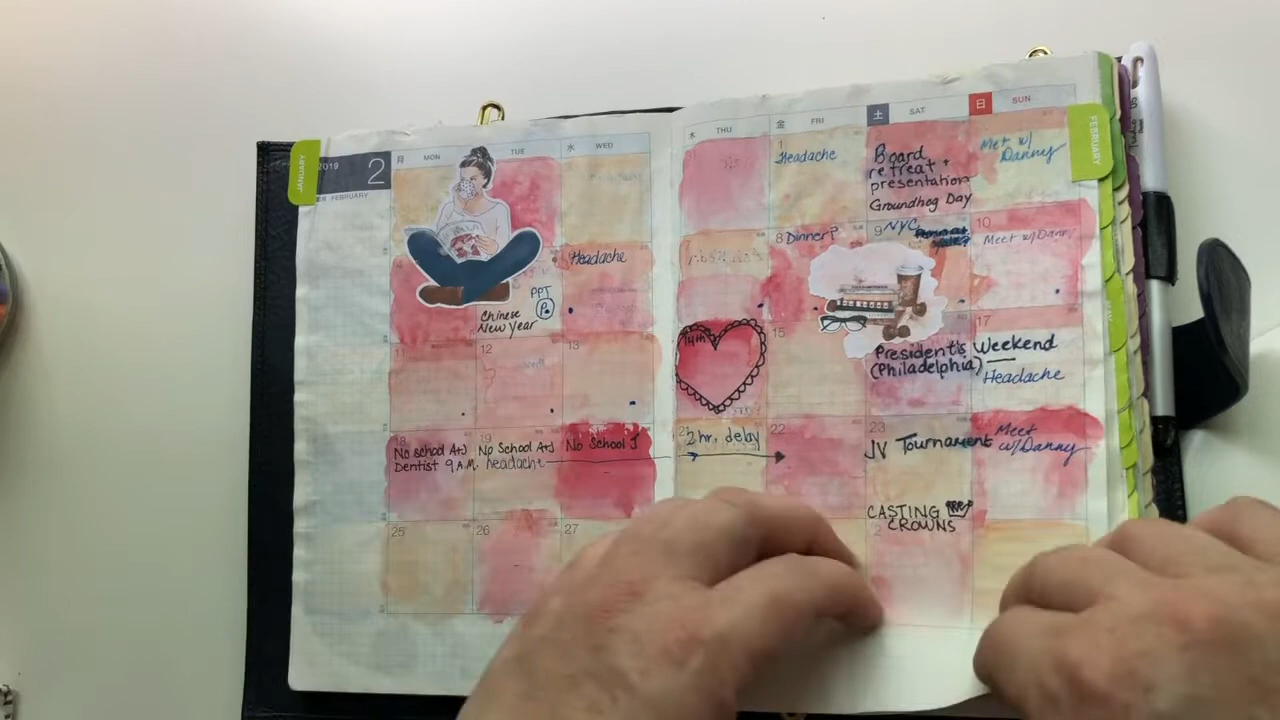 JANUARY
2019
2
FEBRUARY
月 MON
TUE
水 WED
木 THU
金 FRI
土 SAT
日 SUN
FEBRUARY
1
Headache
Board
retreat +
presentation
Groundhog Day
Meet w/
Danny
Chinese
New Year
PPT
Headache
7
8 Dinner?
9 NYC
10
Meet w/Danny
11
12
13
14th
15
President's Weekend
(Philadelphia)
17
Headache
18
No school A+J
Dentist 9 A.M.
19
No School A+J
headache
No School J
2 hr. delay
22
23
JV Tournament
Meet
w/Danny
CASTING
CROWNS
25
26
27